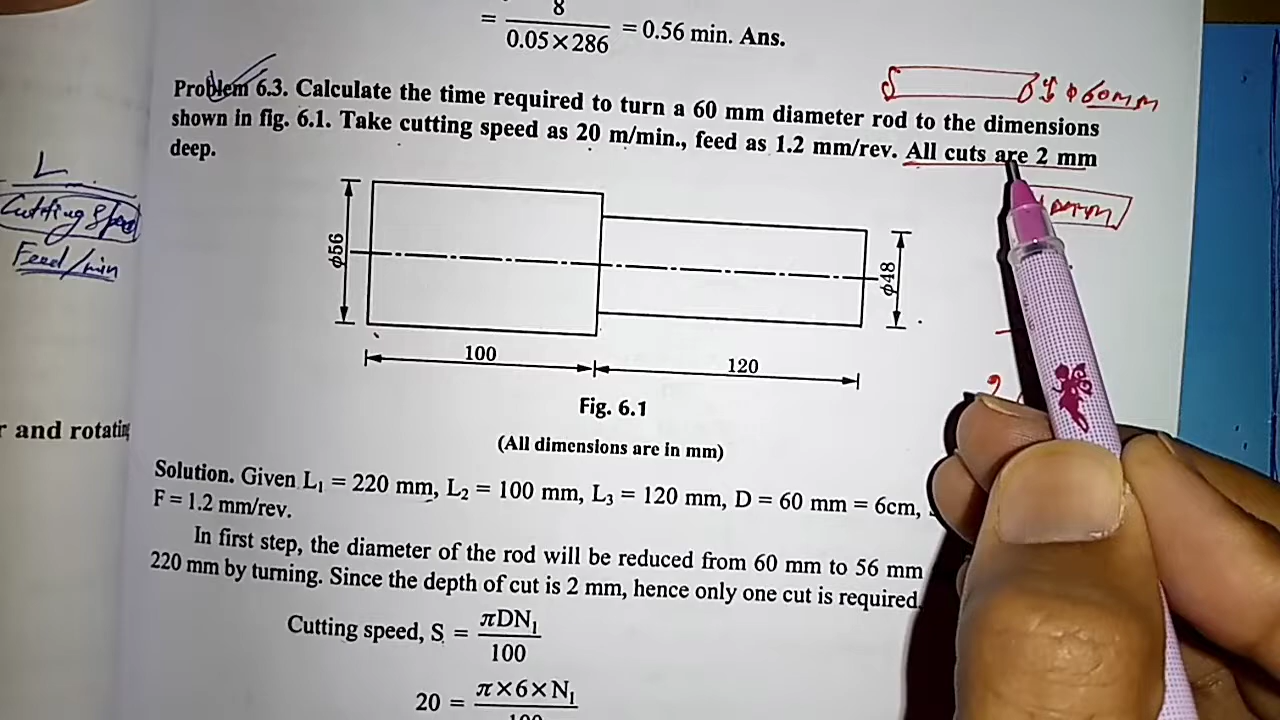 = 8 / 0.05×286 = 0.56 min. Ans.
Problem 6.3. Calculate the time required to turn a 60 mm diameter rod to the dimensions
shown in fig. 6.1. Take cutting speed as 20 m/min., feed as 1.2 mm/rev. All cuts are 2 mm
deep.
φ60mm
L
Cutting Speed
Feed/min
φ56
φ48
100
120
Fig. 6.1
(All dimensions are in mm)
r and rotating
Solution. Given L₁ = 220 mm, L₂ = 100 mm, L₃ = 120 mm, D = 60 mm = 6cm,
F = 1.2 mm/rev.
In first step, the diameter of the rod will be reduced from 60 mm to 56 mm
220 mm by turning. Since the depth of cut is 2 mm, hence only one cut is required.
Cutting speed, S = πDN₁ / 100
20 = π×6×N₁ / 100